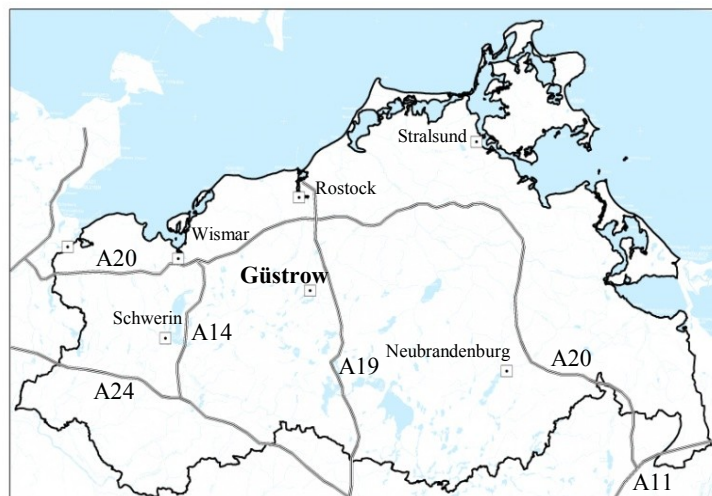 Stralsund
Rostock
Wismar
A20
Güstrow
Schwerin
A14
A19
Neubrandenburg
A20
A24
A11